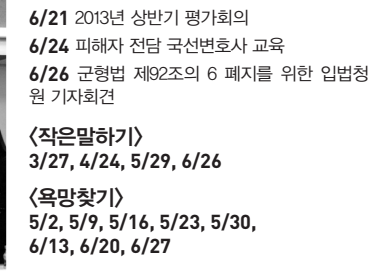 6/21 2013년 상반기 평가회의
6/24 피해자 전담 국선변호사 교육
6/26 군형법 제92조의 6 폐지를 위한 입법청
원 기자회견
〈작은말하기〉
3/27, 4/24, 5/29, 6/26
〈욕망찾기〉
5/2, 5/9, 5/16, 5/23, 5/30,
6/13, 6/20, 6/27